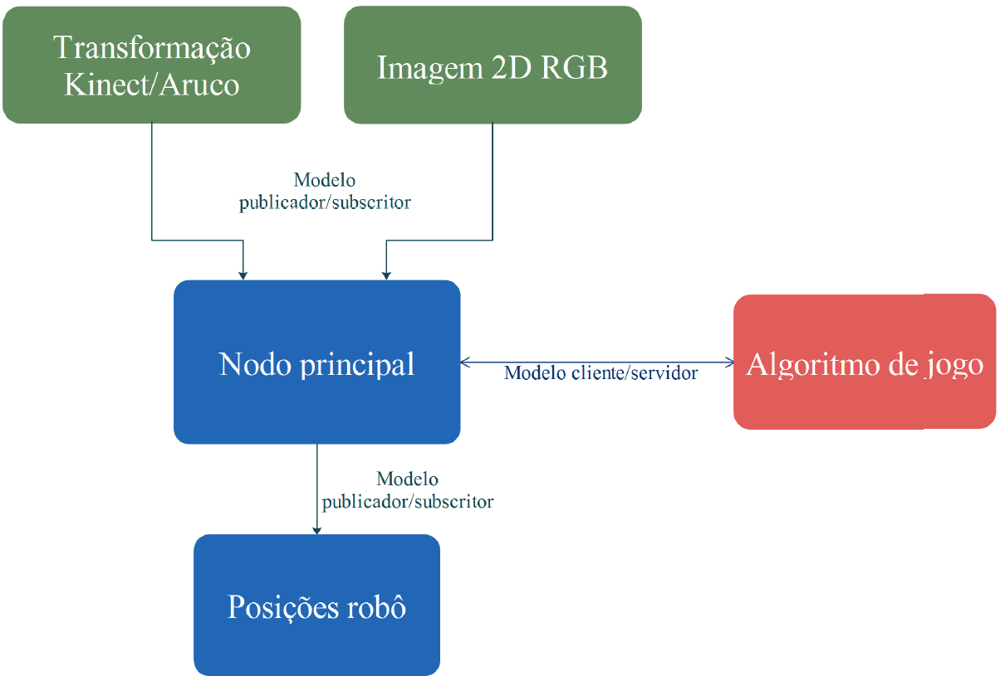 Transformação
Kinect/Aruco
Imagem 2D RGB
Modelo
publicador/subscritor
Nodo principal
Modelo cliente/servidor
Algoritmo de jogo
Modelo
publicador/subscritor
Posições robô